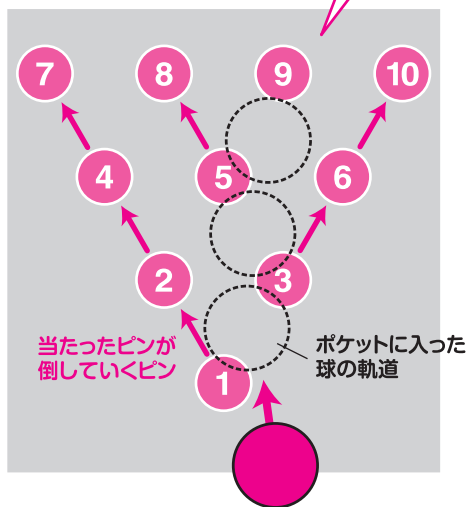 7 8 9 10
4 5 6
2 3
当たったピンが
倒していくピン
ポケットに入った
球の軌道
1